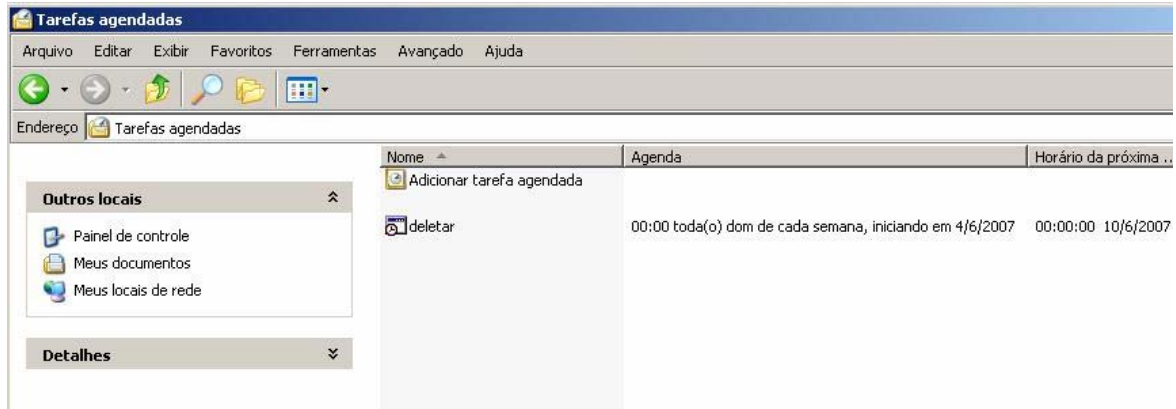 Tarefas agendadas
Arquivo Editar Exibir Favoritos Ferramentas Avançado Ajuda
Endereço Tarefas agendadas
Outros locais
Painel de controle
Meus documentos
Meus locais de rede
Detalhes
Nome Agenda Horário da próxima ...
Adicionar tarefa agendada
deletar 00:00 toda(o) dom de cada semana, iniciando em 4/6/2007 00:00:00 10/6/2007